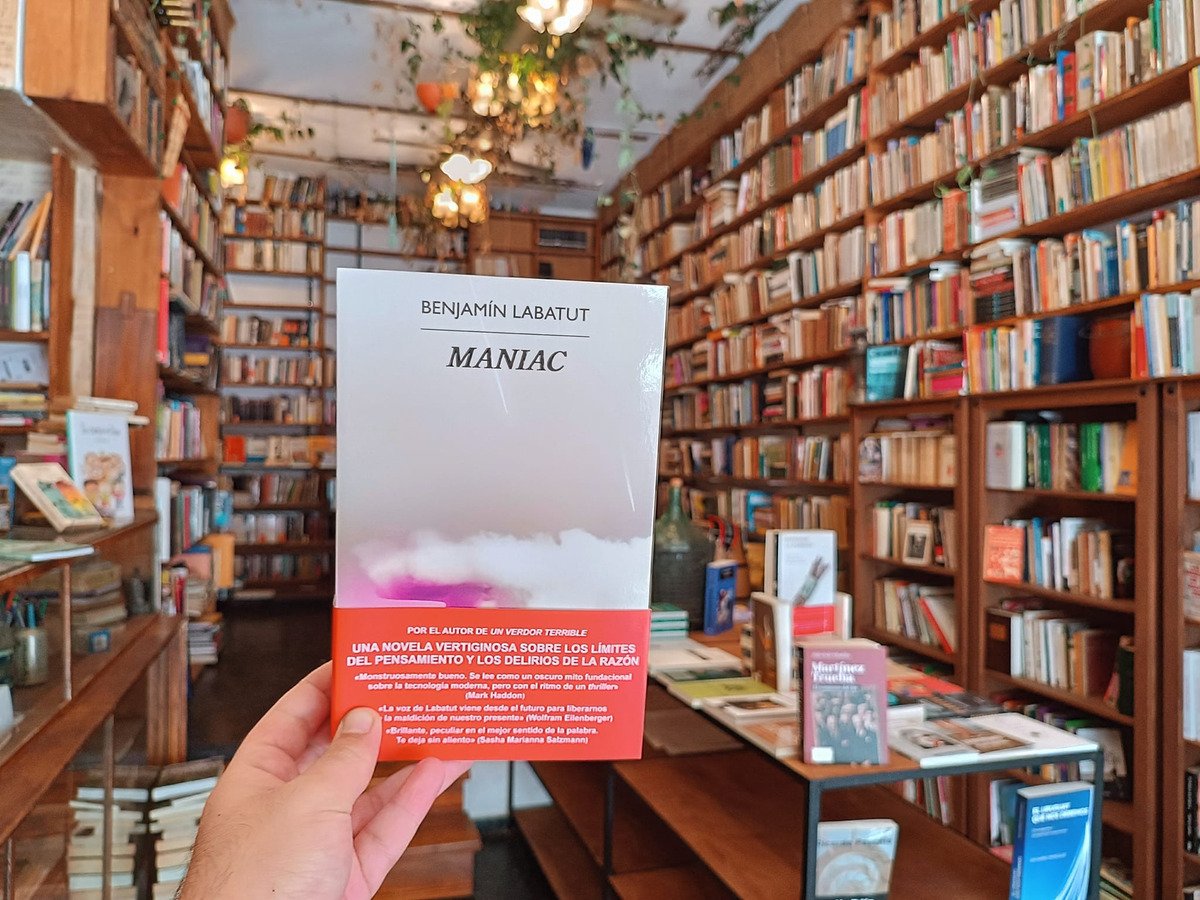 BENJAMÍN LABATUT
MANIAC
POR EL AUTOR DE UN VERDOR TERRIBLE
UNA NOVELA VERTIGINOSA SOBRE LOS LÍMITES
DEL PENSAMIENTO Y LOS DELIRIOS DE LA RAZÓN
«Monstruosamente bueno. Se lee como un oscuro mito fundacional
sobre la tecnología moderna, pero con el ritmo de un thriller»
(Mark Haddon)
«La voz de Labatut viene desde el futuro para liberarnos
la maldición de nuestro presente» (Wolfram Eilenberger)
«Brillante, peculiar en el mejor sentido de la palabra.
Te deja sin aliento» (Sasha Marianna Salzmann)
Martínez
Trueba
EL URUGUAY